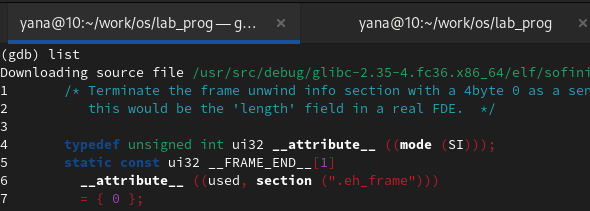 yana@10:~/work/os/lab_prog — g... ×
yana@10:~/work/os/lab_prog ×
(gdb) list
Downloading source file /usr/src/debug/glibc-2.35-4.fc36.x86_64/elf/sofini
1 /* Terminate the frame unwind info section with a 4byte 0 as a sen
2 this would be the 'length' field in a real FDE. */
3
4 typedef unsigned int ui32 __attribute__ ((mode (SI)));
5 static const ui32 __FRAME_END__[1]
6 __attribute__ ((used, section (".eh_frame")))
7 = { 0 };